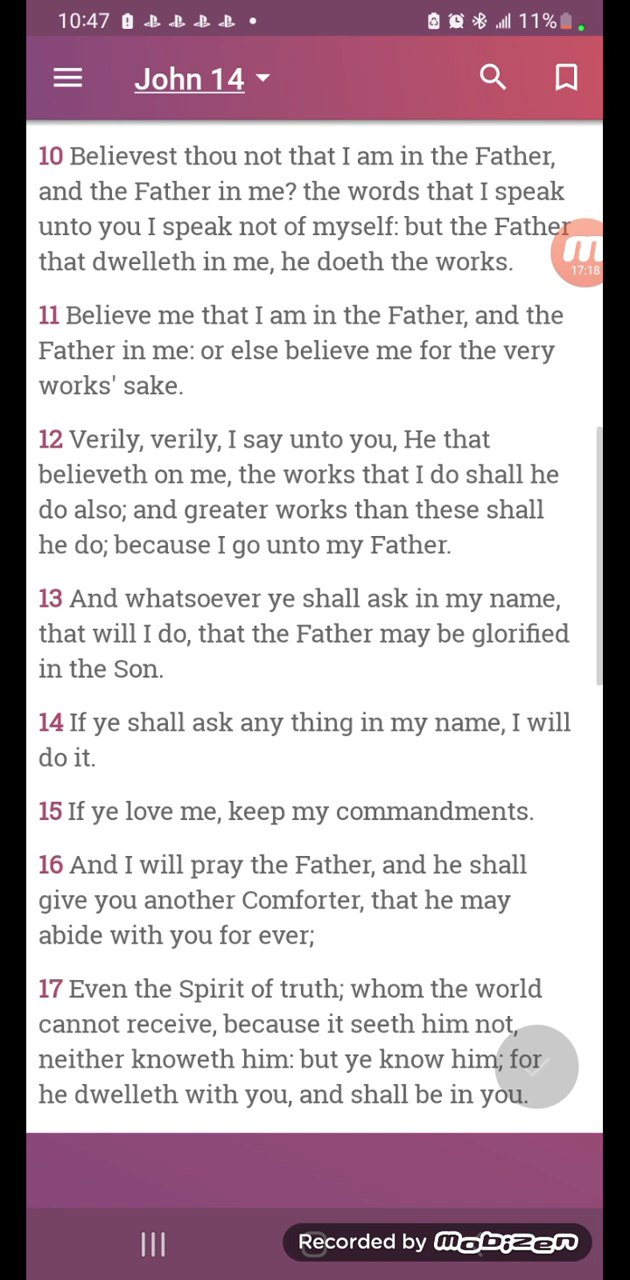 10:47 11%
John 14
10 Believest thou not that I am in the Father,
and the Father in me? the words that I speak
unto you I speak not of myself: but the Father
that dwelleth in me, he doeth the works.
m
17:18
11 Believe me that I am in the Father, and the
Father in me: or else believe me for the very
works' sake.
12 Verily, verily, I say unto you, He that
believeth on me, the works that I do shall he
do also; and greater works than these shall
he do; because I go unto my Father.
13 And whatsoever ye shall ask in my name,
that will I do, that the Father may be glorified
in the Son.
14 If ye shall ask any thing in my name, I will
do it.
15 If ye love me, keep my commandments.
16 And I will pray the Father, and he shall
give you another Comforter, that he may
abide with you for ever;
17 Even the Spirit of truth; whom the world
cannot receive, because it seeth him not,
neither knoweth him: but ye know him; for
he dwelleth with you, and shall be in you.
Recorded by mobizen